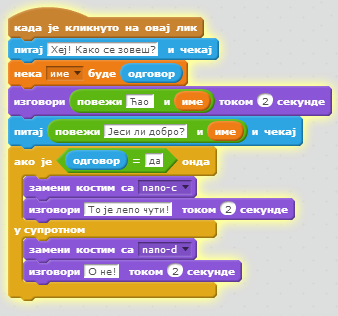 када је кликнуто на овај лик
питај Хеј! Како се зовеш? и чекај
нека име буде одговор
изговори повежи Ћао и име током 2 секунде
питај повежи Јеси ли добро? и име и чекај
ако је одговор = да онда
замени костим са nano-c
изговори То је лепо чути! током 2 секунде
у супротном
замени костим са nano-d
изговори О не! током 2 секунде